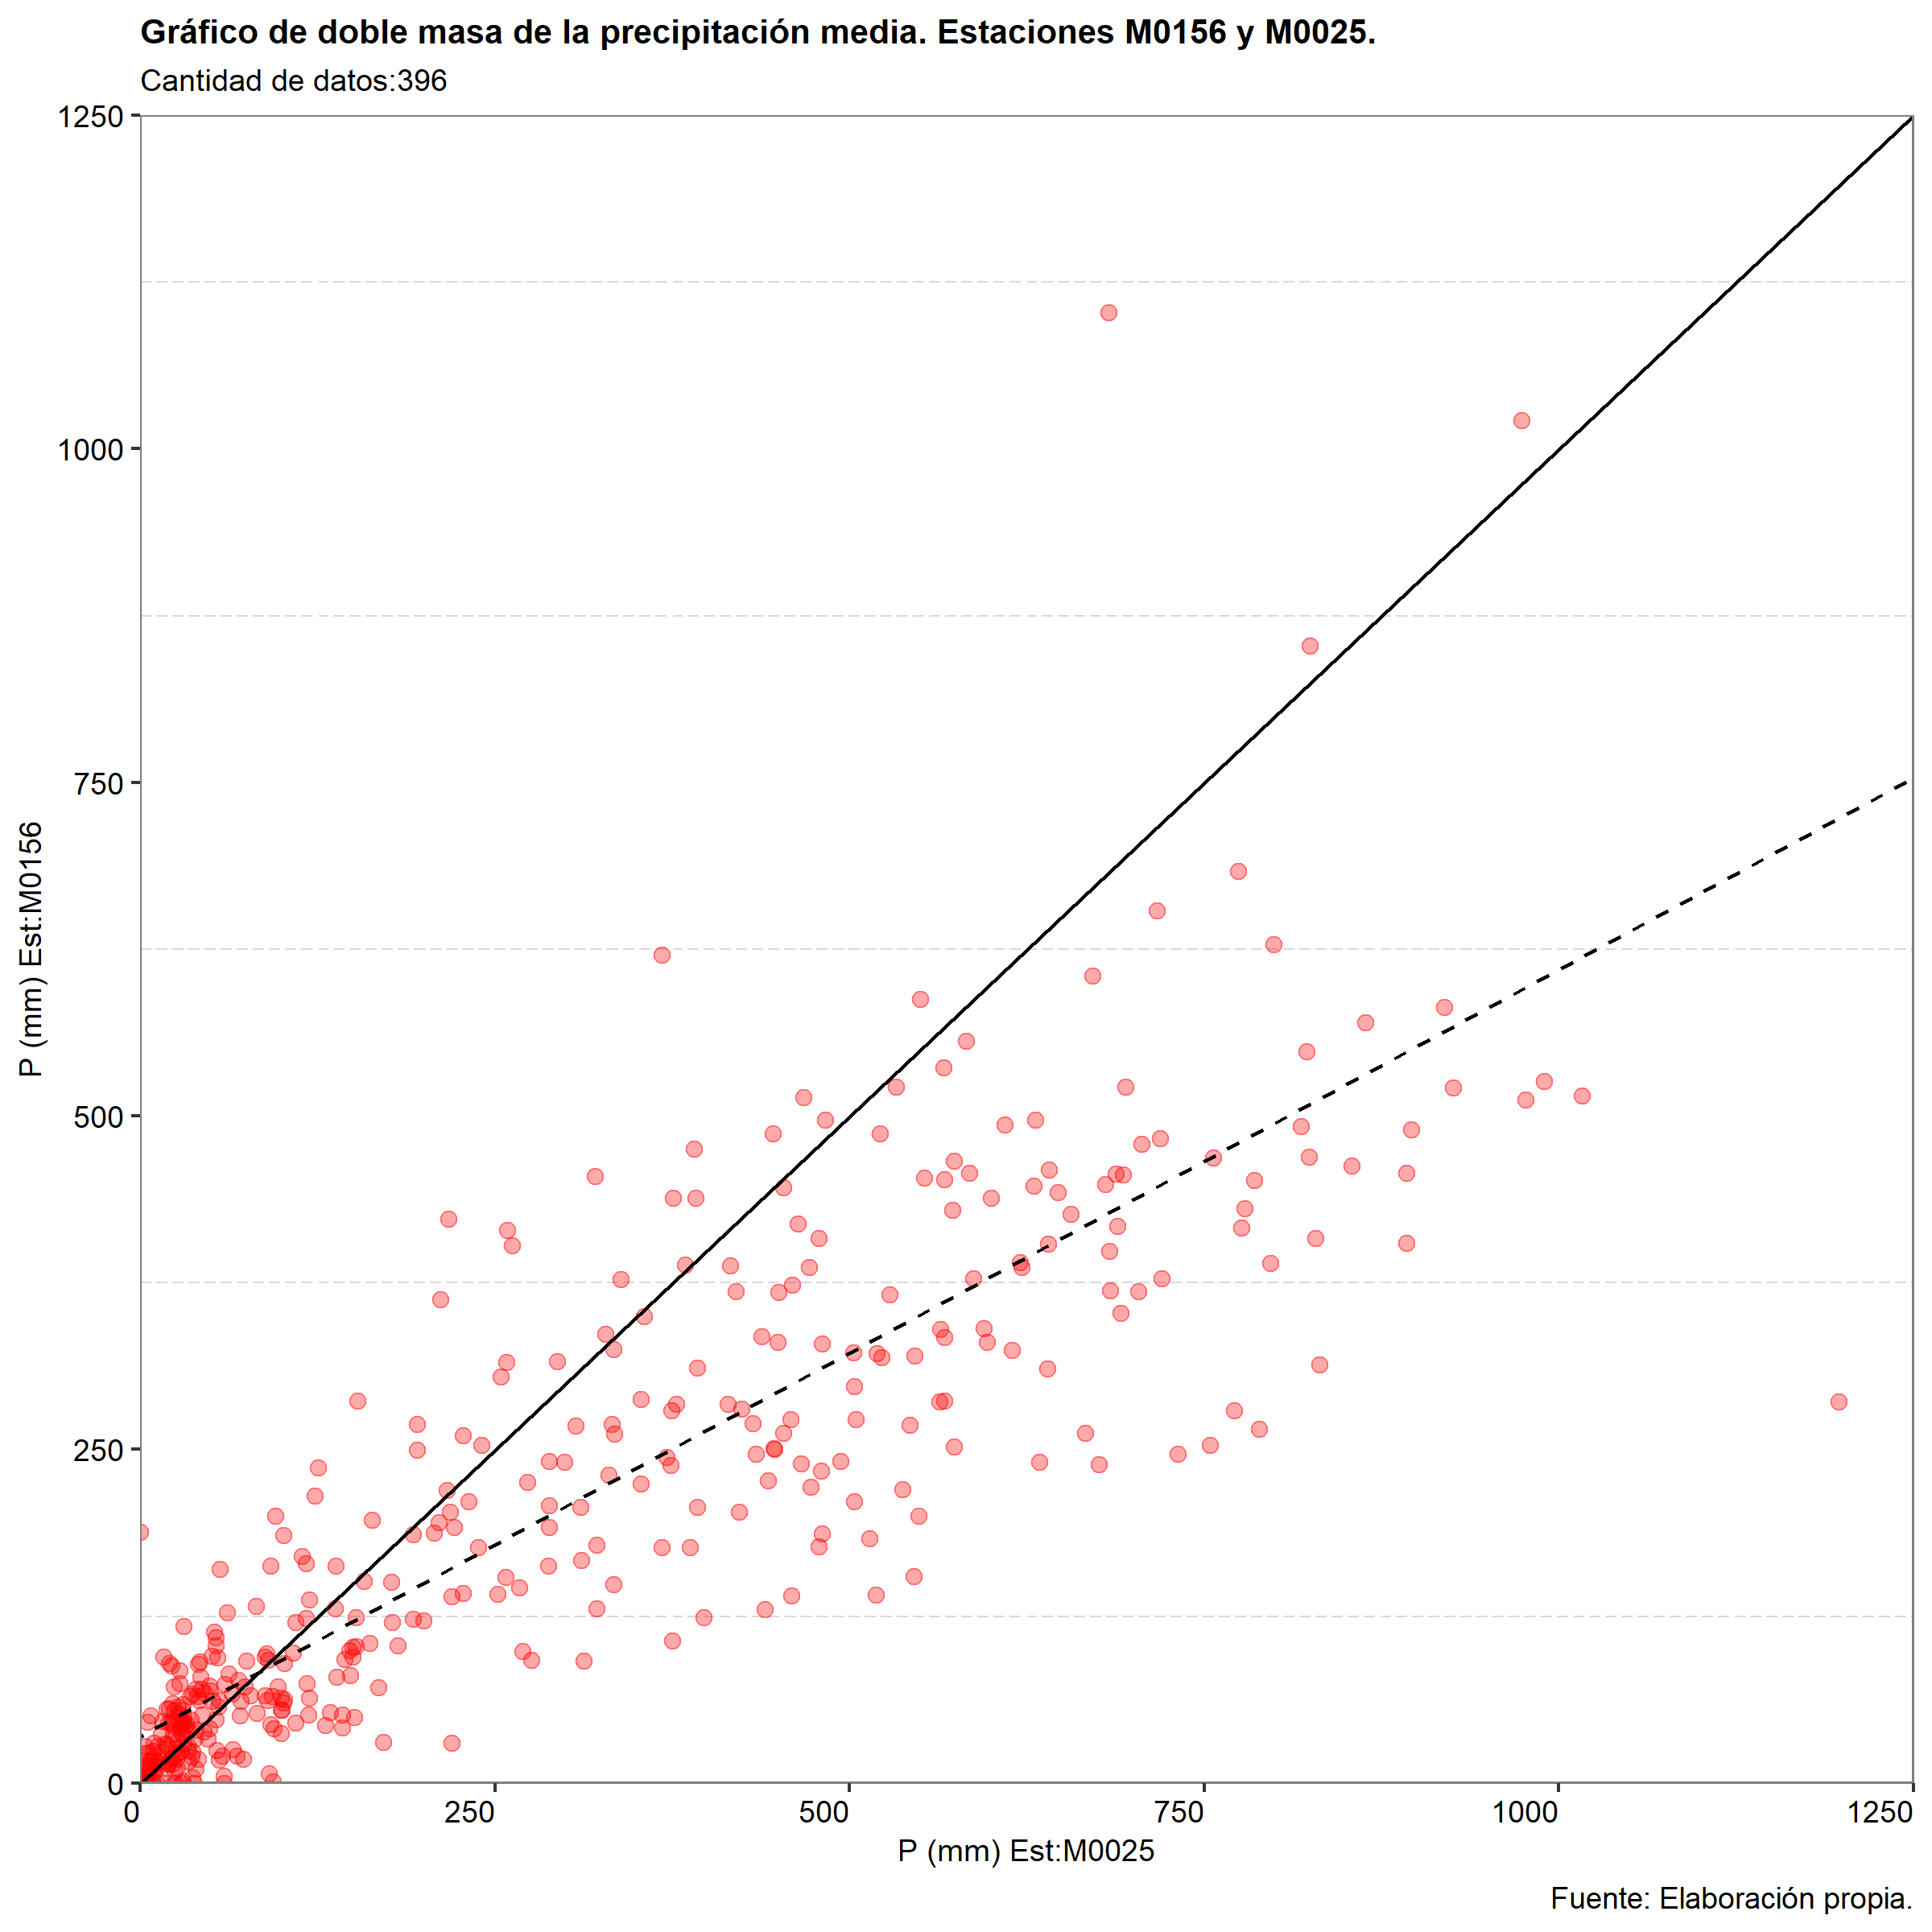 Gráfico de doble masa de la precipitación media. Estaciones M0156 y M0025.
Cantidad de datos:396
1250
1000
750
500
250
0
P (mm) Est:M0156
0 250 500 750 1000 1250
P (mm) Est:M0025
Fuente: Elaboración propia.